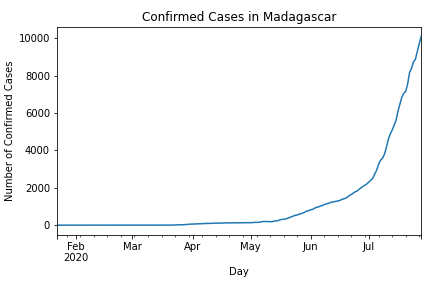 Confirmed Cases in Madagascar
Number of Confirmed Cases
10000
8000
6000
4000
2000
0
Feb
2020
Mar
Apr
May
Jun
Jul
Day